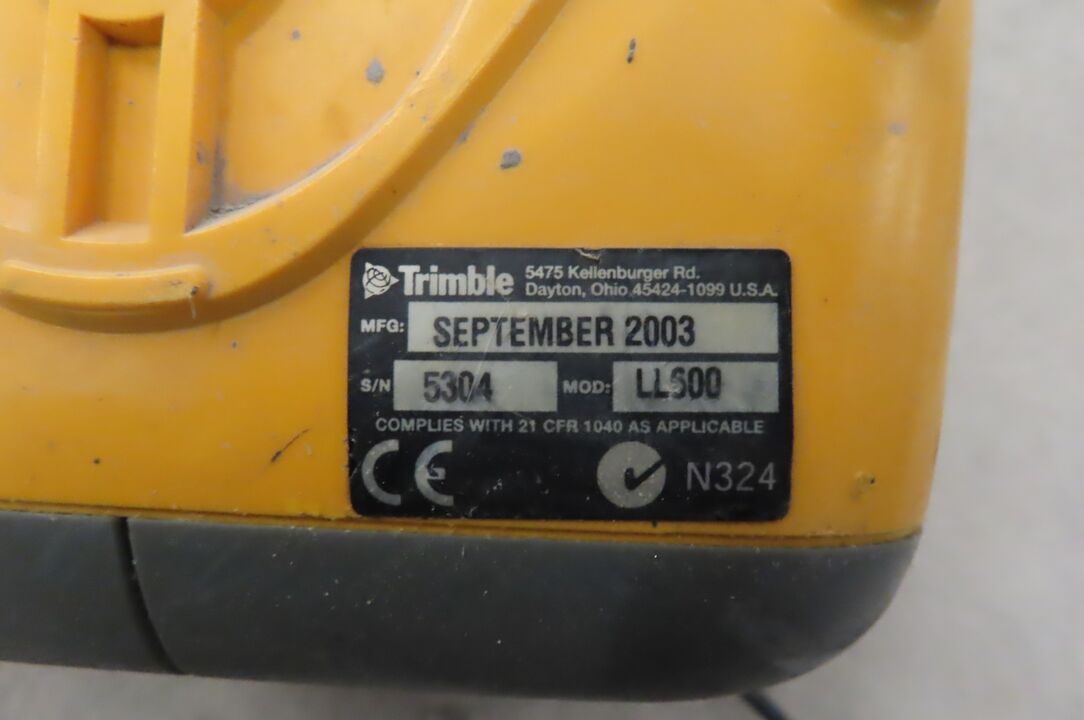 Trimble 5475 Kellenburger Rd.
Dayton, Ohio 45424-1099 U.S.A.
MFG: SEPTEMBER 2003
S/N 5304 MOD: LL600
COMPLIES WITH 21 CFR 1040 AS APPLICABLE
CE N324